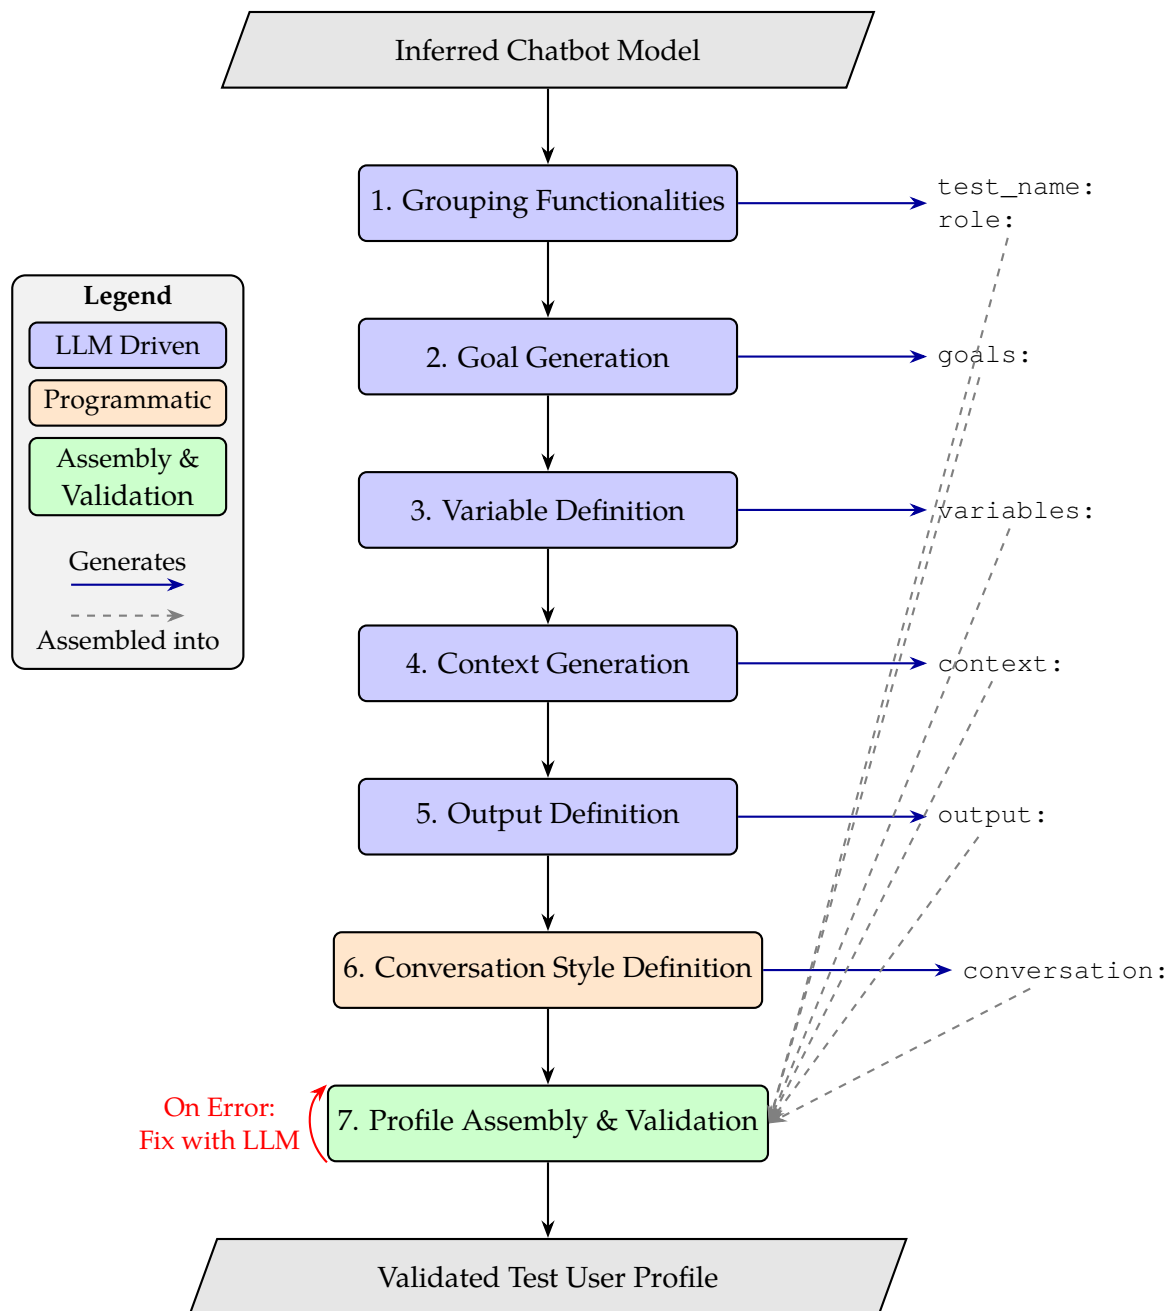 Inferred Chatbot Model
1. Grouping Functionalities
test_name:
role:
Legend
LLM Driven
Programmatic
Assembly &
Validation
Generates
Assembled into
2. Goal Generation
goals:
3. Variable Definition
variables:
4. Context Generation
context:
5. Output Definition
output:
6. Conversation Style Definition
conversation:
On Error:
Fix with LLM
7. Profile Assembly & Validation
Validated Test User Profile